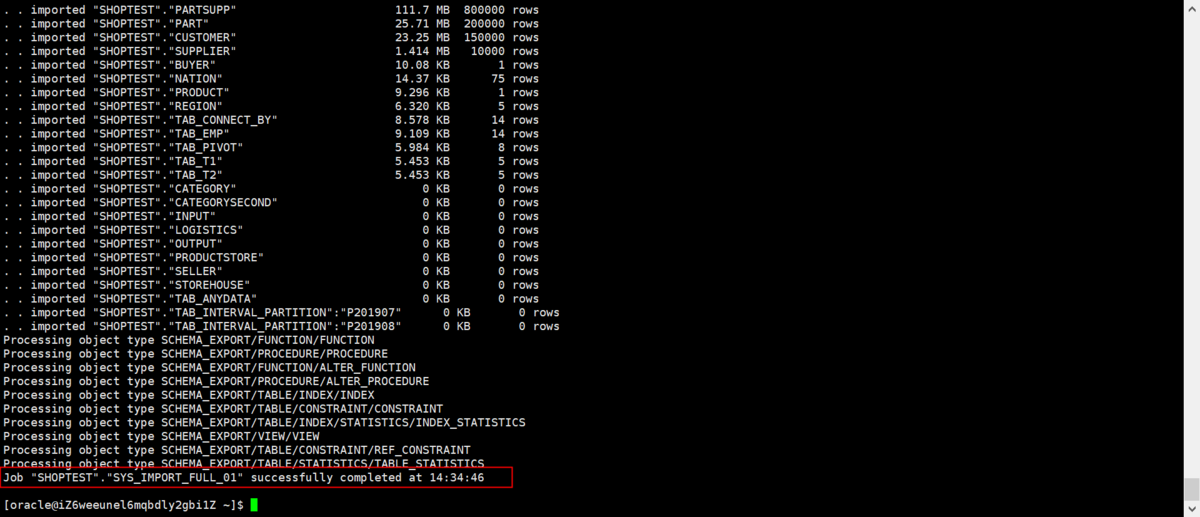 . . imported "SHOPTEST"."PARTSUPP" 111.7 MB 800000 rows
. . imported "SHOPTEST"."PART" 25.71 MB 200000 rows
. . imported "SHOPTEST"."CUSTOMER" 23.25 MB 150000 rows
. . imported "SHOPTEST"."SUPPLIER" 1.414 MB 10000 rows
. . imported "SHOPTEST"."BUYER" 10.08 KB 1 rows
. . imported "SHOPTEST"."NATION" 14.37 KB 75 rows
. . imported "SHOPTEST"."PRODUCT" 9.296 KB 1 rows
. . imported "SHOPTEST"."REGION" 6.320 KB 5 rows
. . imported "SHOPTEST"."TAB_CONNECT_BY" 8.578 KB 14 rows
. . imported "SHOPTEST"."TAB_EMP" 9.109 KB 14 rows
. . imported "SHOPTEST"."TAB_PIVOT" 5.984 KB 8 rows
. . imported "SHOPTEST"."TAB_T1" 5.453 KB 5 rows
. . imported "SHOPTEST"."TAB_T2" 5.453 KB 5 rows
. . imported "SHOPTEST"."CATEGORY" 0 KB 0 rows
. . imported "SHOPTEST"."CATEGORYSECOND" 0 KB 0 rows
. . imported "SHOPTEST"."INPUT" 0 KB 0 rows
. . imported "SHOPTEST"."LOGISTICS" 0 KB 0 rows
. . imported "SHOPTEST"."OUTPUT" 0 KB 0 rows
. . imported "SHOPTEST"."PRODUCTSTORE" 0 KB 0 rows
. . imported "SHOPTEST"."SELLER" 0 KB 0 rows
. . imported "SHOPTEST"."STOREHOUSE" 0 KB 0 rows
. . imported "SHOPTEST"."TAB_ANYDATA" 0 KB 0 rows
. . imported "SHOPTEST"."TAB_INTERVAL_PARTITION":"P201907" 0 KB 0 rows
. . imported "SHOPTEST"."TAB_INTERVAL_PARTITION":"P201908" 0 KB 0 rows
Processing object type SCHEMA_EXPORT/FUNCTION/FUNCTION
Processing object type SCHEMA_EXPORT/PROCEDURE/PROCEDURE
Processing object type SCHEMA_EXPORT/FUNCTION/ALTER_FUNCTION
Processing object type SCHEMA_EXPORT/PROCEDURE/ALTER_PROCEDURE
Processing object type SCHEMA_EXPORT/TABLE/INDEX/INDEX
Processing object type SCHEMA_EXPORT/TABLE/CONSTRAINT/CONSTRAINT
Processing object type SCHEMA_EXPORT/TABLE/INDEX/STATISTICS/INDEX_STATISTICS
Processing object type SCHEMA_EXPORT/VIEW/VIEW
Processing object type SCHEMA_EXPORT/TABLE/CONSTRAINT/REF_CONSTRAINT
Processing object type SCHEMA_EXPORT/TABLE/STATISTICS/TABLE_STATISTICS
Job "SHOPTEST"."SYS_IMPORT_FULL_01" successfully completed at 14:34:46
[oracle@iZ6weeunel6mqbdly2gbi1Z ~]$